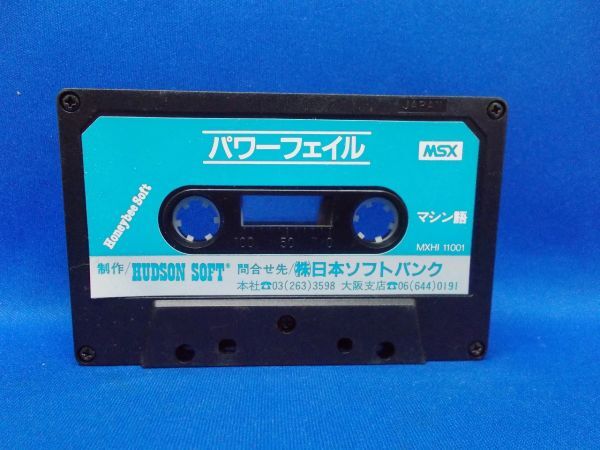 JAPAN
パワーフェイル
MSX
Honeybee Soft
マシン語
100 50 0
MXHI 11001
制作/HUDSON SOFT® 問合せ先/㈱日本ソフトバンク
本社☎03(263)3598 大阪支店☎06(644)0191